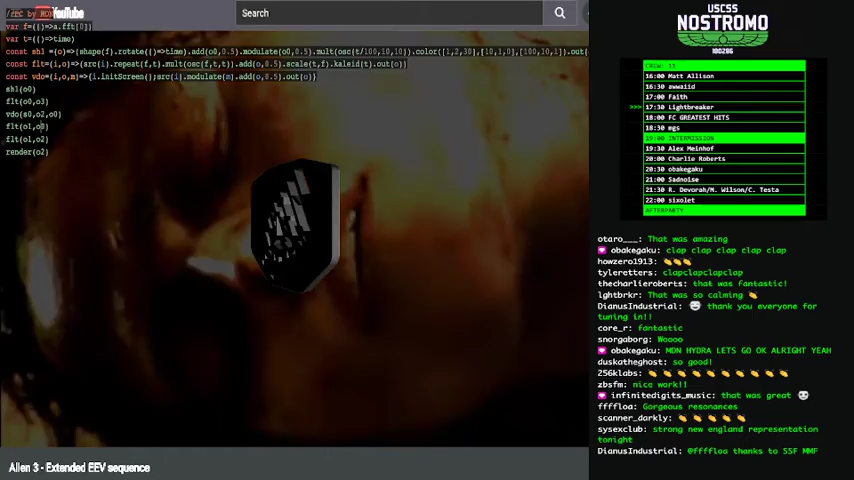 YouTube
Search
var f=(()=>a.fft[0])
var t=(()=>time)
const shl =(o)=>(shape(f).rotate(()=>time).add(o0,0.5).modulate(o0,0.5).mult(osc(t/100,10,10)).color([1,2,30],[10,1,0],[100,10,1]).out(
const flt=(i,o)=>(src(i).repeat(f,t).mult(osc(f,t,t)).add(o,0.5).scale(t,f).kaleid(t).out(o))
const vdo=(i,o,m)=>(i.initScreen())src(i).modulate(m).add(o,0.5).out(o)}
shl(o0)
flt(o0,o3)
vdo(s0,o2,o0)
flt(o1,o0)
flt(o1,o2)
render(o2)
Alien 3 - Extended EEV sequence
USCSS
NOSTROMO
180286
CREW: 13
16:00 Matt Allison
16:30 awwaiid
17:00 Faith
>>> 17:30 Lightbreaker
18:00 FC GREATEST HITS
18:30 mgs
19:00 INTERMISSION
19:30 Alex Meinhof
20:00 Charlie Roberts
20:30 obakegaku
21:00 Sadnoise
21:30 R. Devorah/M. Wilson/C. Testa
22:00 sixolet
AFTERPARTY
otaro___: That was amazing
obakegaku: clap clap clap clap clap
howzero1913: 👏👏👏
tyleretters: clapclapclapclap
thecharlieroberts: that was fantastic!
lghtbrkr: That was so calming 👏
DianusIndustrial: thank you everyone for
tuning in!!
core_r: fantastic
snorgaborg: Woooo
obakegaku: MDN HYDRA LETS GO OK ALRIGHT YEAH
duskatheghost: so good!
256klabs: 👏 👏 👏 👏 👏 👏 👏 👏 👏
zbsfm: nice work!!
infinitedigits_music: that was great
ffffloa: Gorgeous resonances
scanner_darkly: 👏 👏 👏 👏 👏
sysexclub: strong new england representation
tonight
DianusIndustrial: @ffffloa thanks to SSF MMF